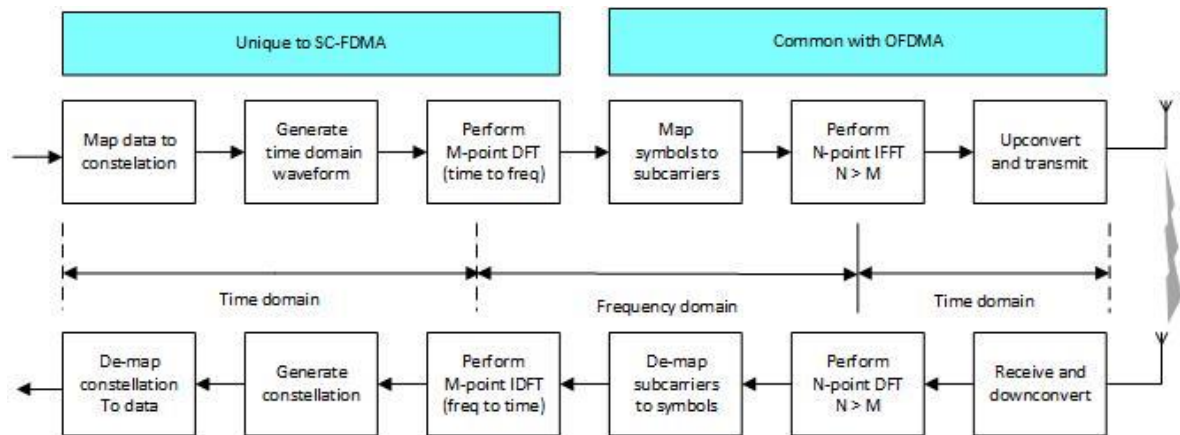 Unique to SC-FDMA
Common with OFDMA
Map data to
constelation
Generate
time domain
waveform
Perform
M-point DFT
(time to freq)
Map
symbols to
subcarriers
Perform
N-point IFFT
N > M
Upconvert
and transmit
Time domain
Frequency domain
Time domain
De-map
constellation
To data
Generate
constellation
Perform
M-point IDFT
(freq to time)
De-map
subcarriers
to symbols
Perform
N-point DFT
N > M
Receive and
downconvert